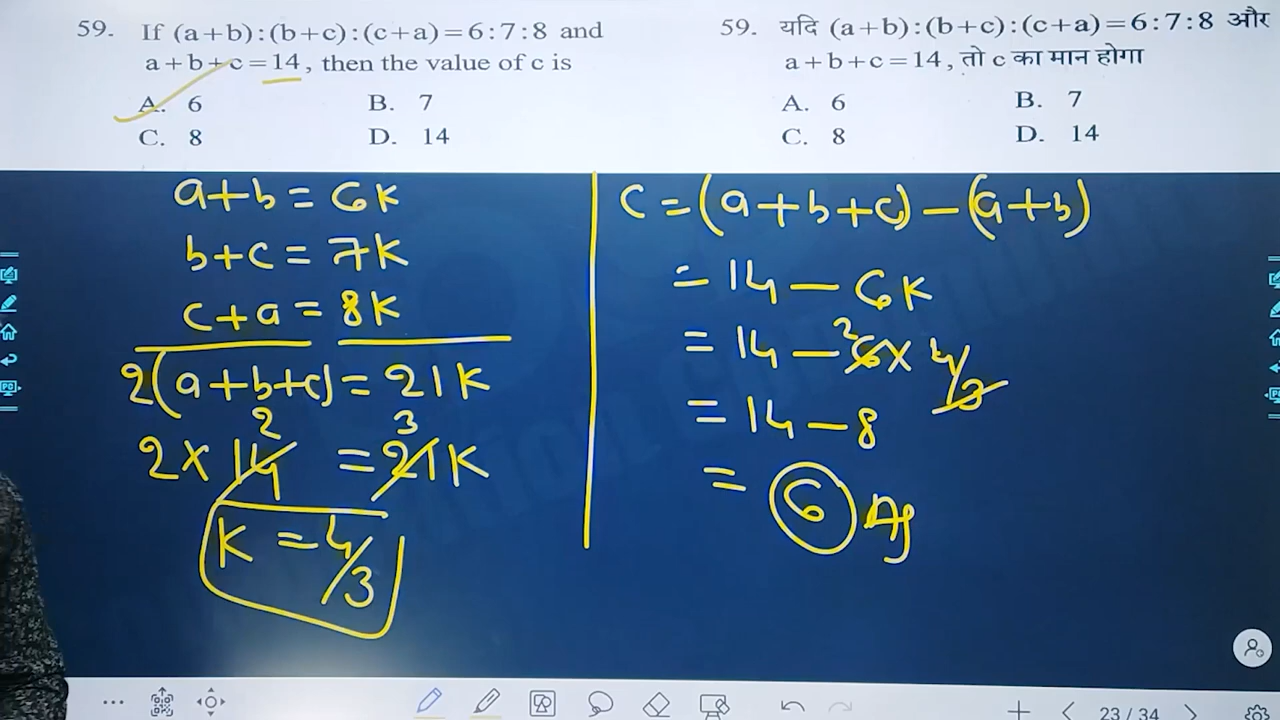 59. If (a+b):(b+c):(c+a)=6:7:8 and
a+b+c=14, then the value of c is
A. 6 B. 7
C. 8 D. 14
59. यदि (a+b):(b+c):(c+a)=6:7:8 और
a+b+c=14, तो c का मान होगा
A. 6 B. 7
C. 8 D. 14
a+b = 6K
b+c = 7K
c+a = 8K
2(a+b+c) = 21K
2 3
2 × 14 = 21K
K = 4/3
C = (a+b+c) - (a+b)
= 14 - 6K
= 14 - 6 2 × 4/3
= 14 - 8
= 6 Ans
23 / 34